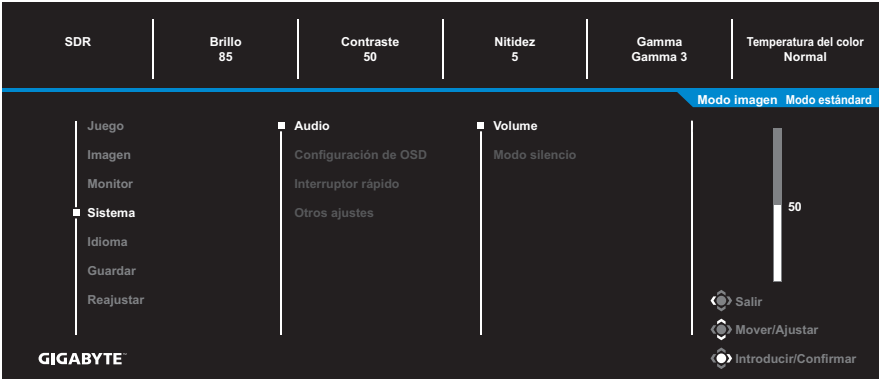 SDR
Brillo
85
Contraste
50
Nitidez
5
Gamma
Gamma 3
Temperatura del color
Normal
Modo imagen Modo estándard
Juego
Imagen
Monitor
Sistema
Idioma
Guardar
Reajustar
Audio
Configuración de OSD
Interruptor rápido
Otros ajustes
Volume
Modo silencio
50
Salir
Mover/Ajustar
Introducir/Confirmar
GIGABYTE™